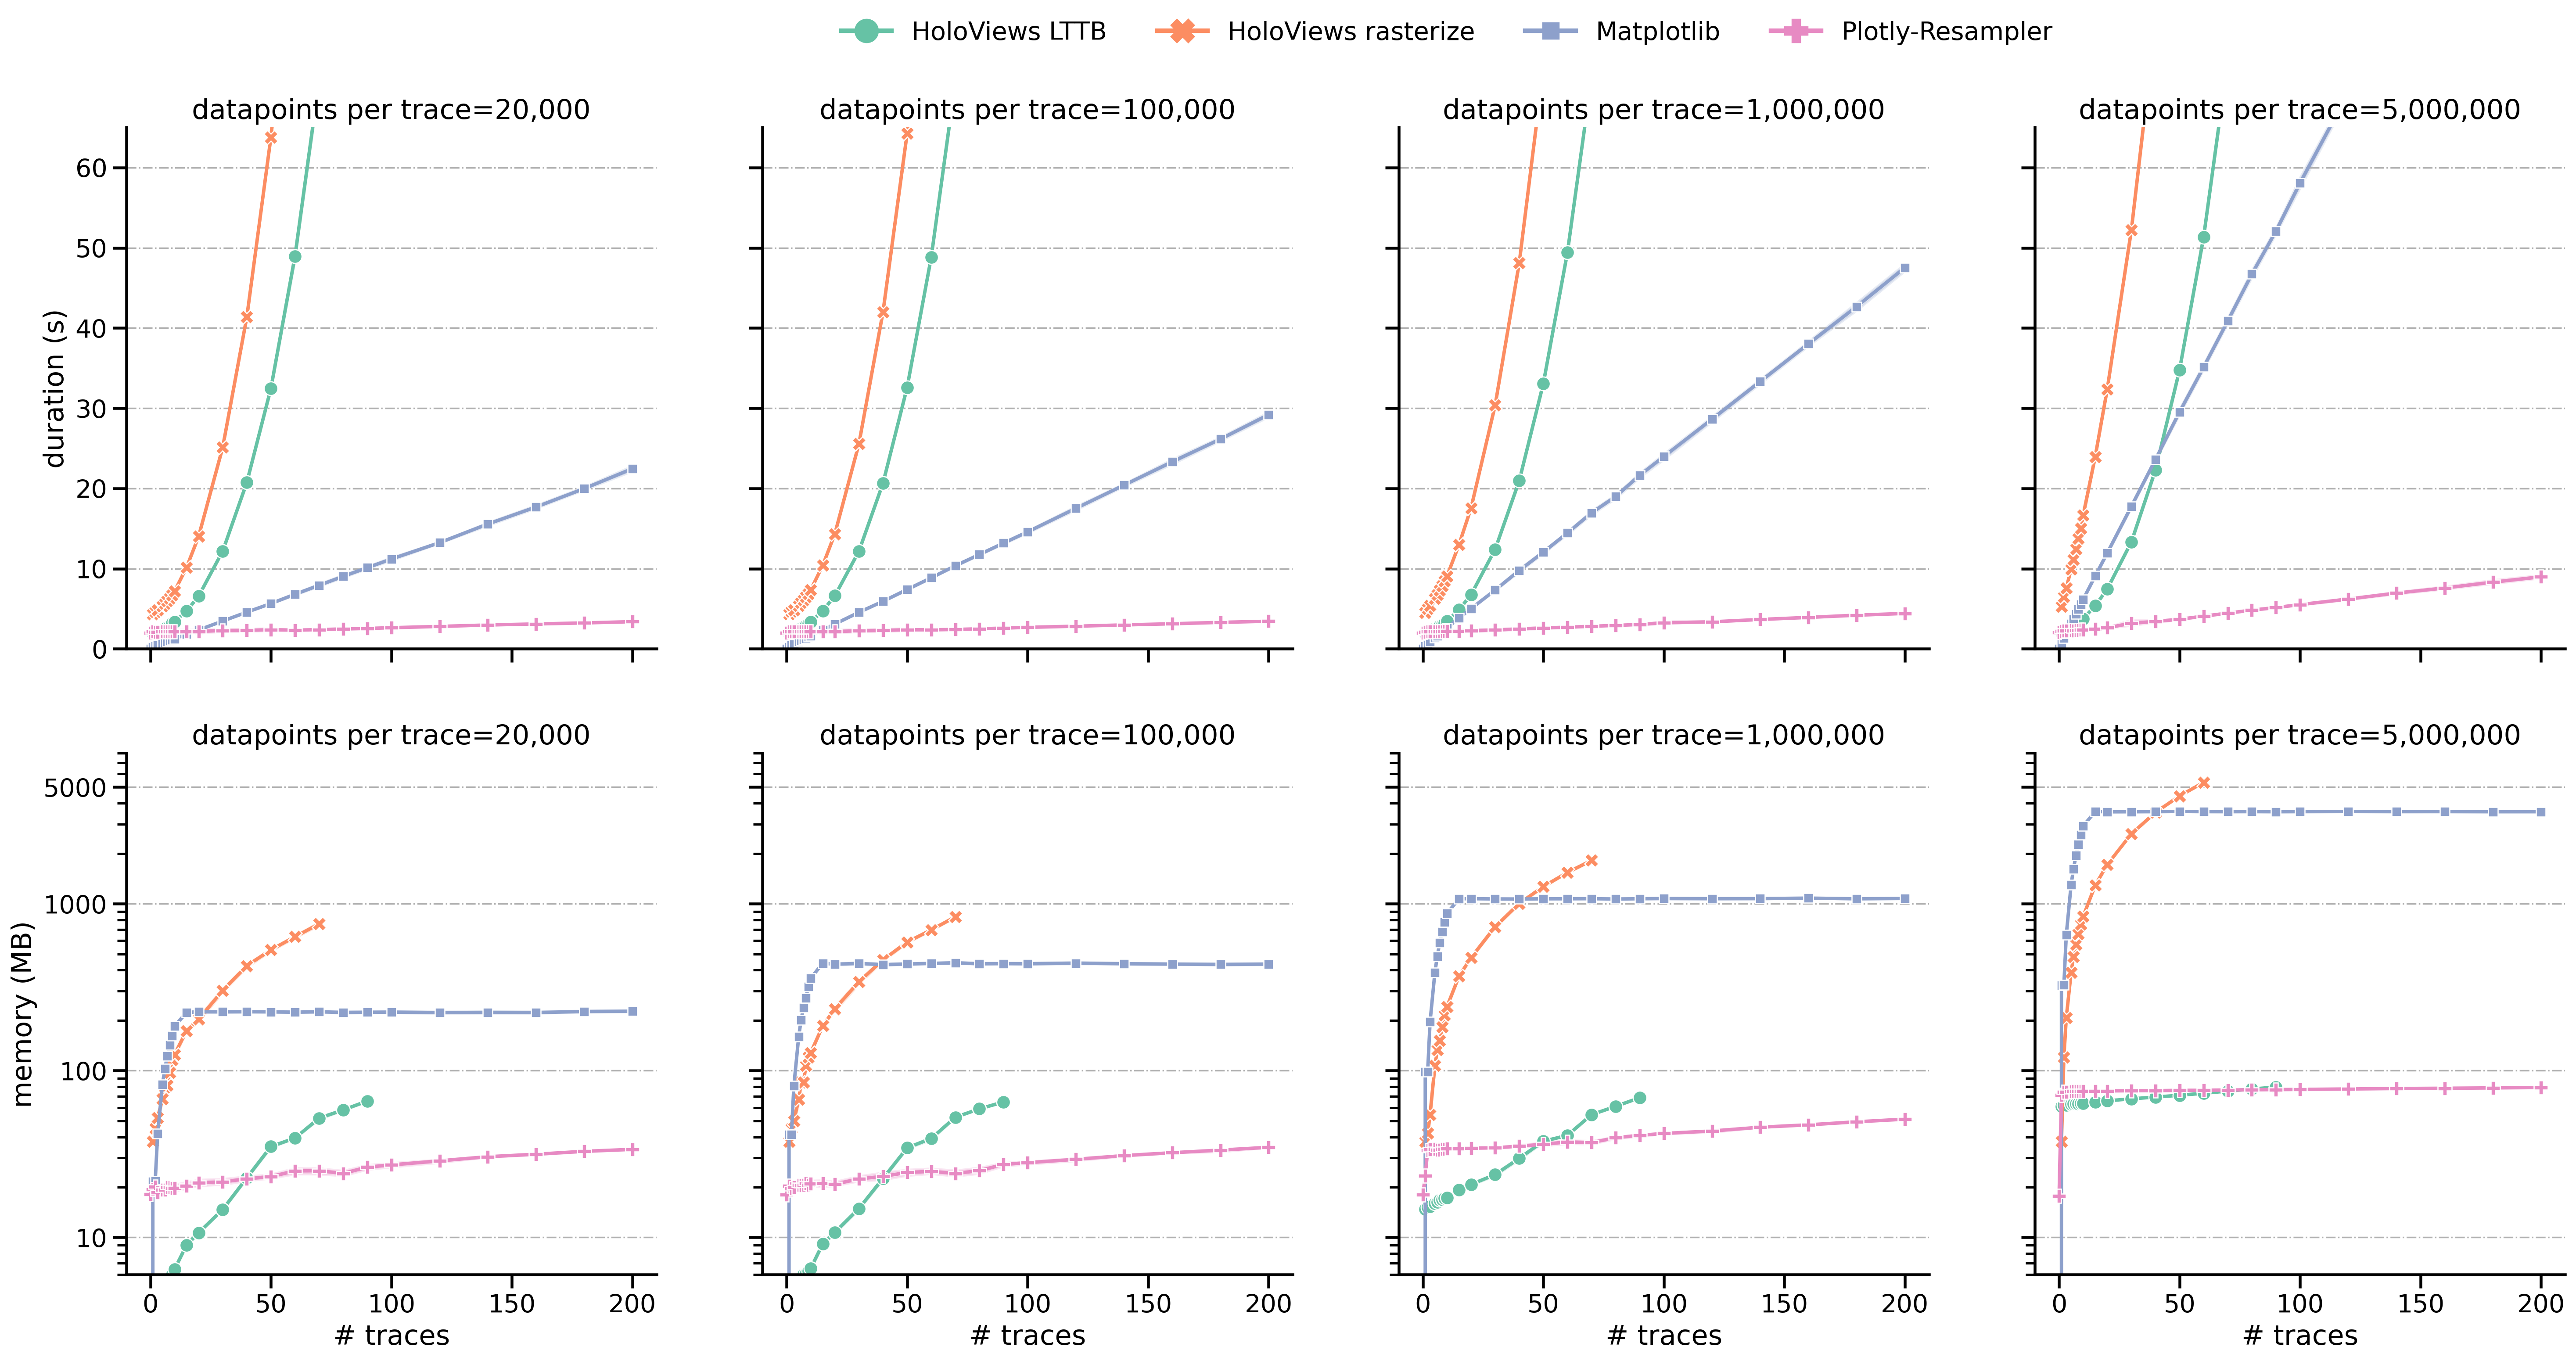 HoloViews LTTB HoloViews rasterize Matplotlib Plotly-Resampler
datapoints per trace=20,000 datapoints per trace=100,000 datapoints per trace=1,000,000 datapoints per trace=5,000,000
60
50
40
30
20
10
0
duration (s)
datapoints per trace=20,000 datapoints per trace=100,000 datapoints per trace=1,000,000 datapoints per trace=5,000,000
5000
1000
100
10
memory (MB)
0 50 100 150 200 0 50 100 150 200 0 50 100 150 200 0 50 100 150 200
# traces # traces # traces # traces